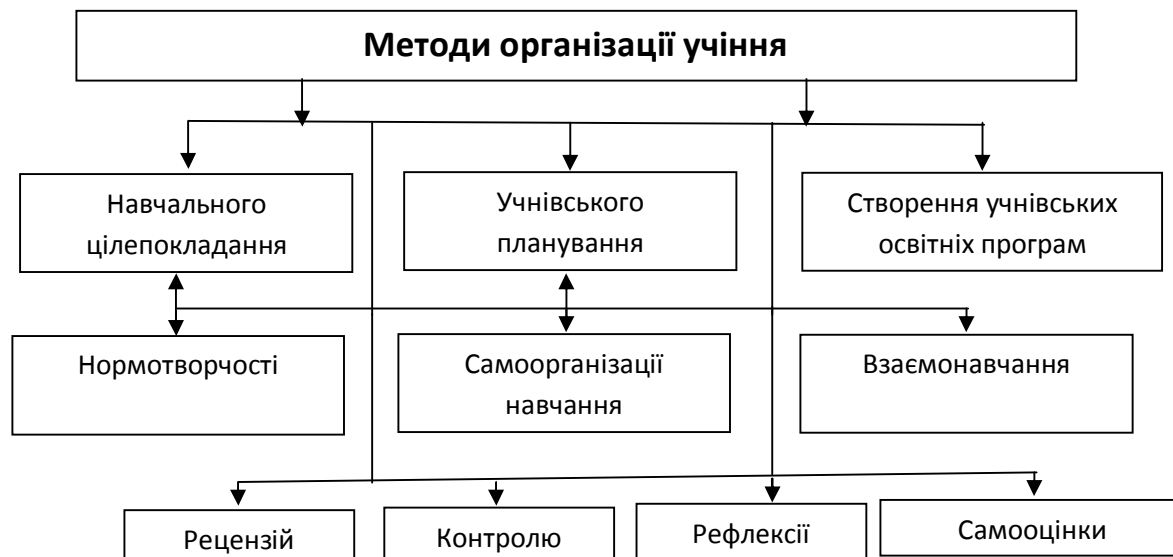 Методи організації учіння
Навчального
цілепокладання
Учнівського
планування
Створення учнівських
освітніх програм
Нормотворчості
Самоорганізації
навчання
Взаємонавчання
Рецензій
Контролю
Рефлексії
Самооцінки